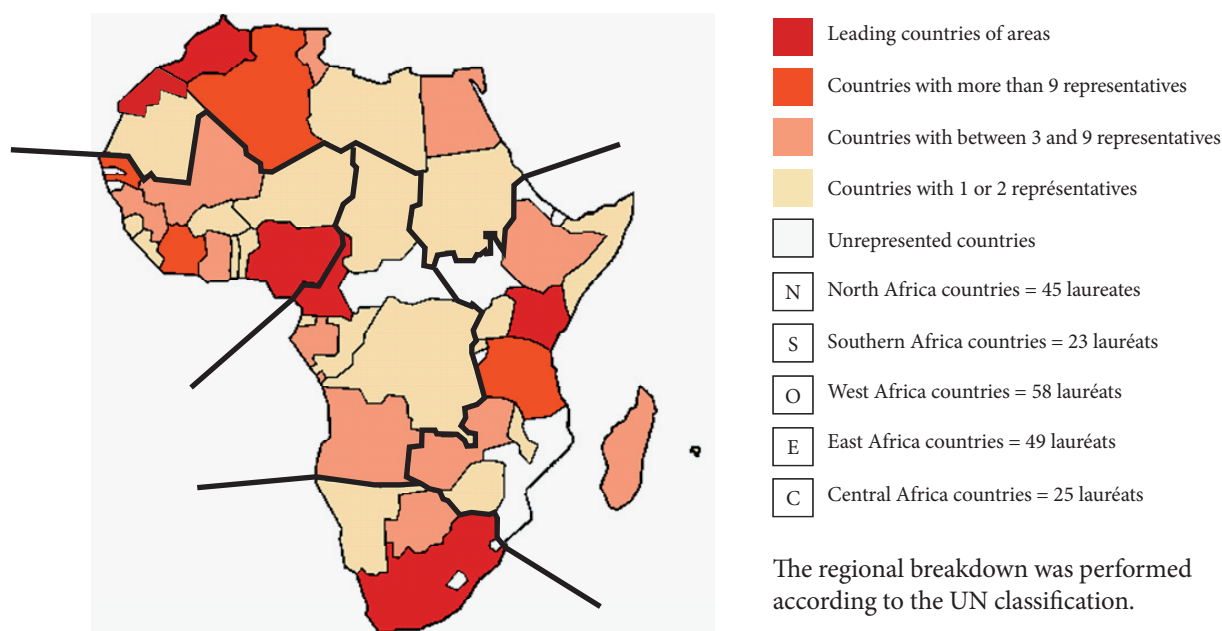 Leading countries of areas
Countries with more than 9 representatives
Countries with between 3 and 9 representatives
Countries with 1 or 2 représentatives
Unrepresented countries
N North Africa countries = 45 laureates
S Southern Africa countries = 23 lauréats
O West Africa countries = 58 lauréats
E East Africa countries = 49 lauréats
C Central Africa countries = 25 lauréats
The regional breakdown was performed
according to the UN classification.